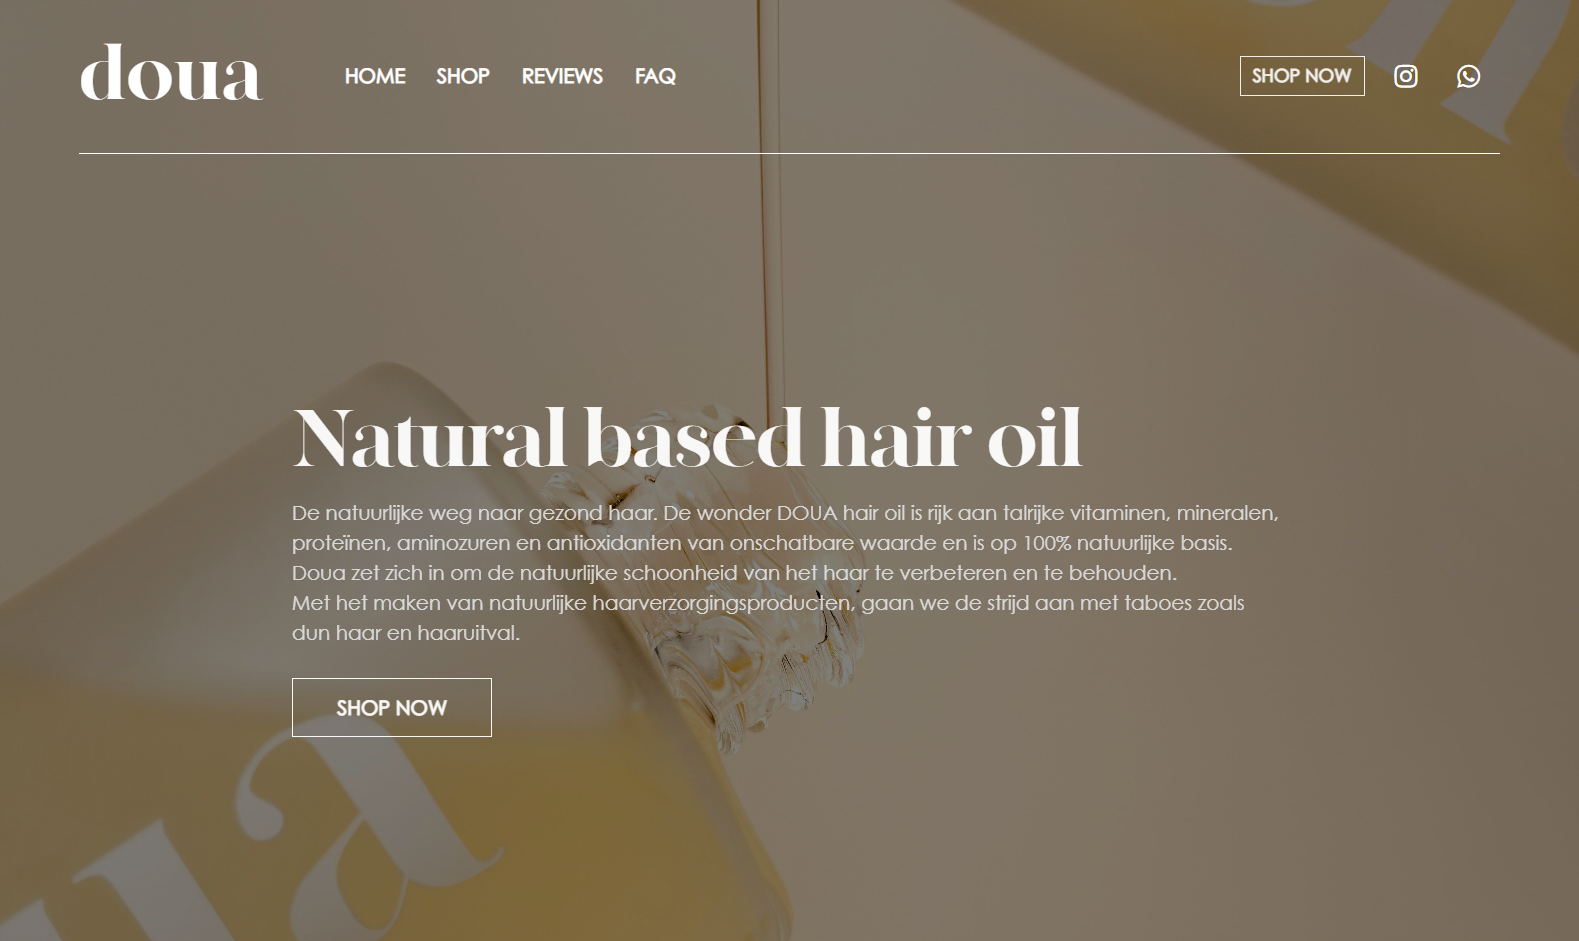 doua
HOME SHOP REVIEWS FAQ
SHOP NOW
Natural based hair oil
De natuurlijke weg naar gezond haar. De wonder DOUA hair oil is rijk aan talrijke vitaminen, mineralen,
proteïnen, aminozuren en antioxidanten van onschatbare waarde en is op 100% natuurlijke basis.
Doua zet zich in om de natuurlijke schoonheid van het haar te verbeteren en te behouden.
Met het maken van natuurlijke haarverzorgingsproducten, gaan we de strijd aan met taboes zoals
dun haar en haaruitval.
SHOP NOW
ua